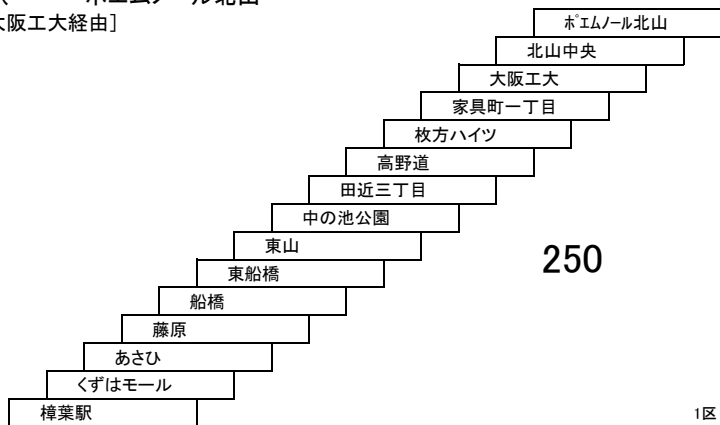 ポエムノール北山
大阪工大経由]
ﾎﾟｴﾑﾉｰﾙ北山
北山中央
大阪工大
家具町一丁目
枚方ハイツ
高野道
田近三丁目
中の池公園
東山
250
東船橋
船橋
藤原
あさひ
くずはモール
樟葉駅
1区